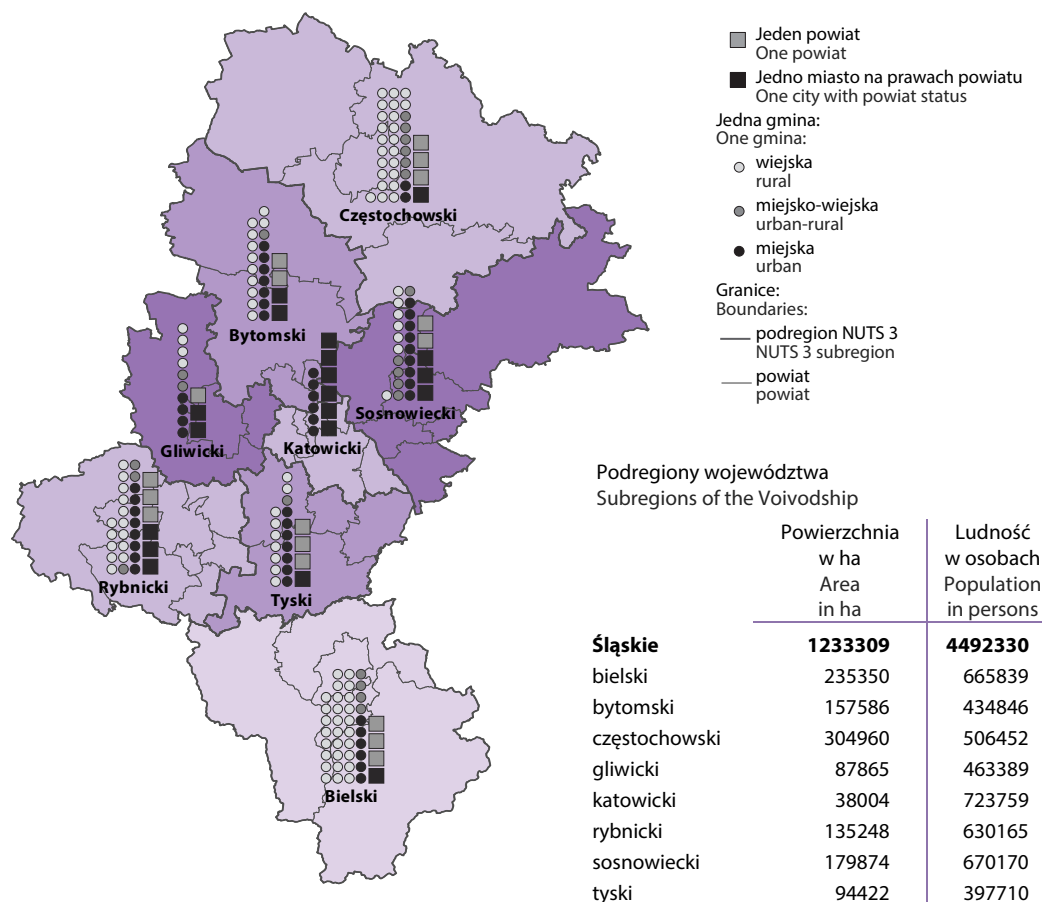 Jeden powiat
One powiat
Jedno miasto na prawach powiatu
One city with powiat status
Jedna gmina:
One gmina:
wiejska
rural
miejsko-wiejska
urban-rural
miejska
urban
Granice:
Boundaries:
podregion NUTS 3
NUTS 3 subregion
powiat
powiat
Częstochowski
Bytomski
Sosnowiecki
Gliwicki
Katowicki
Rybnicki
Tyski
Bielski
Podregiony województwa
Subregions of the Voivodship
Powierzchnia w ha Area in ha
Ludność w osobach Population in persons
Śląskie 1233309 4492330
bielski 235350 665839
bytomski 157586 434846
częstochowski 304960 506452
gliwicki 87865 463389
katowicki 38004 723759
rybnicki 135248 630165
sosnowiecki 179874 670170
tyski 94422 397710